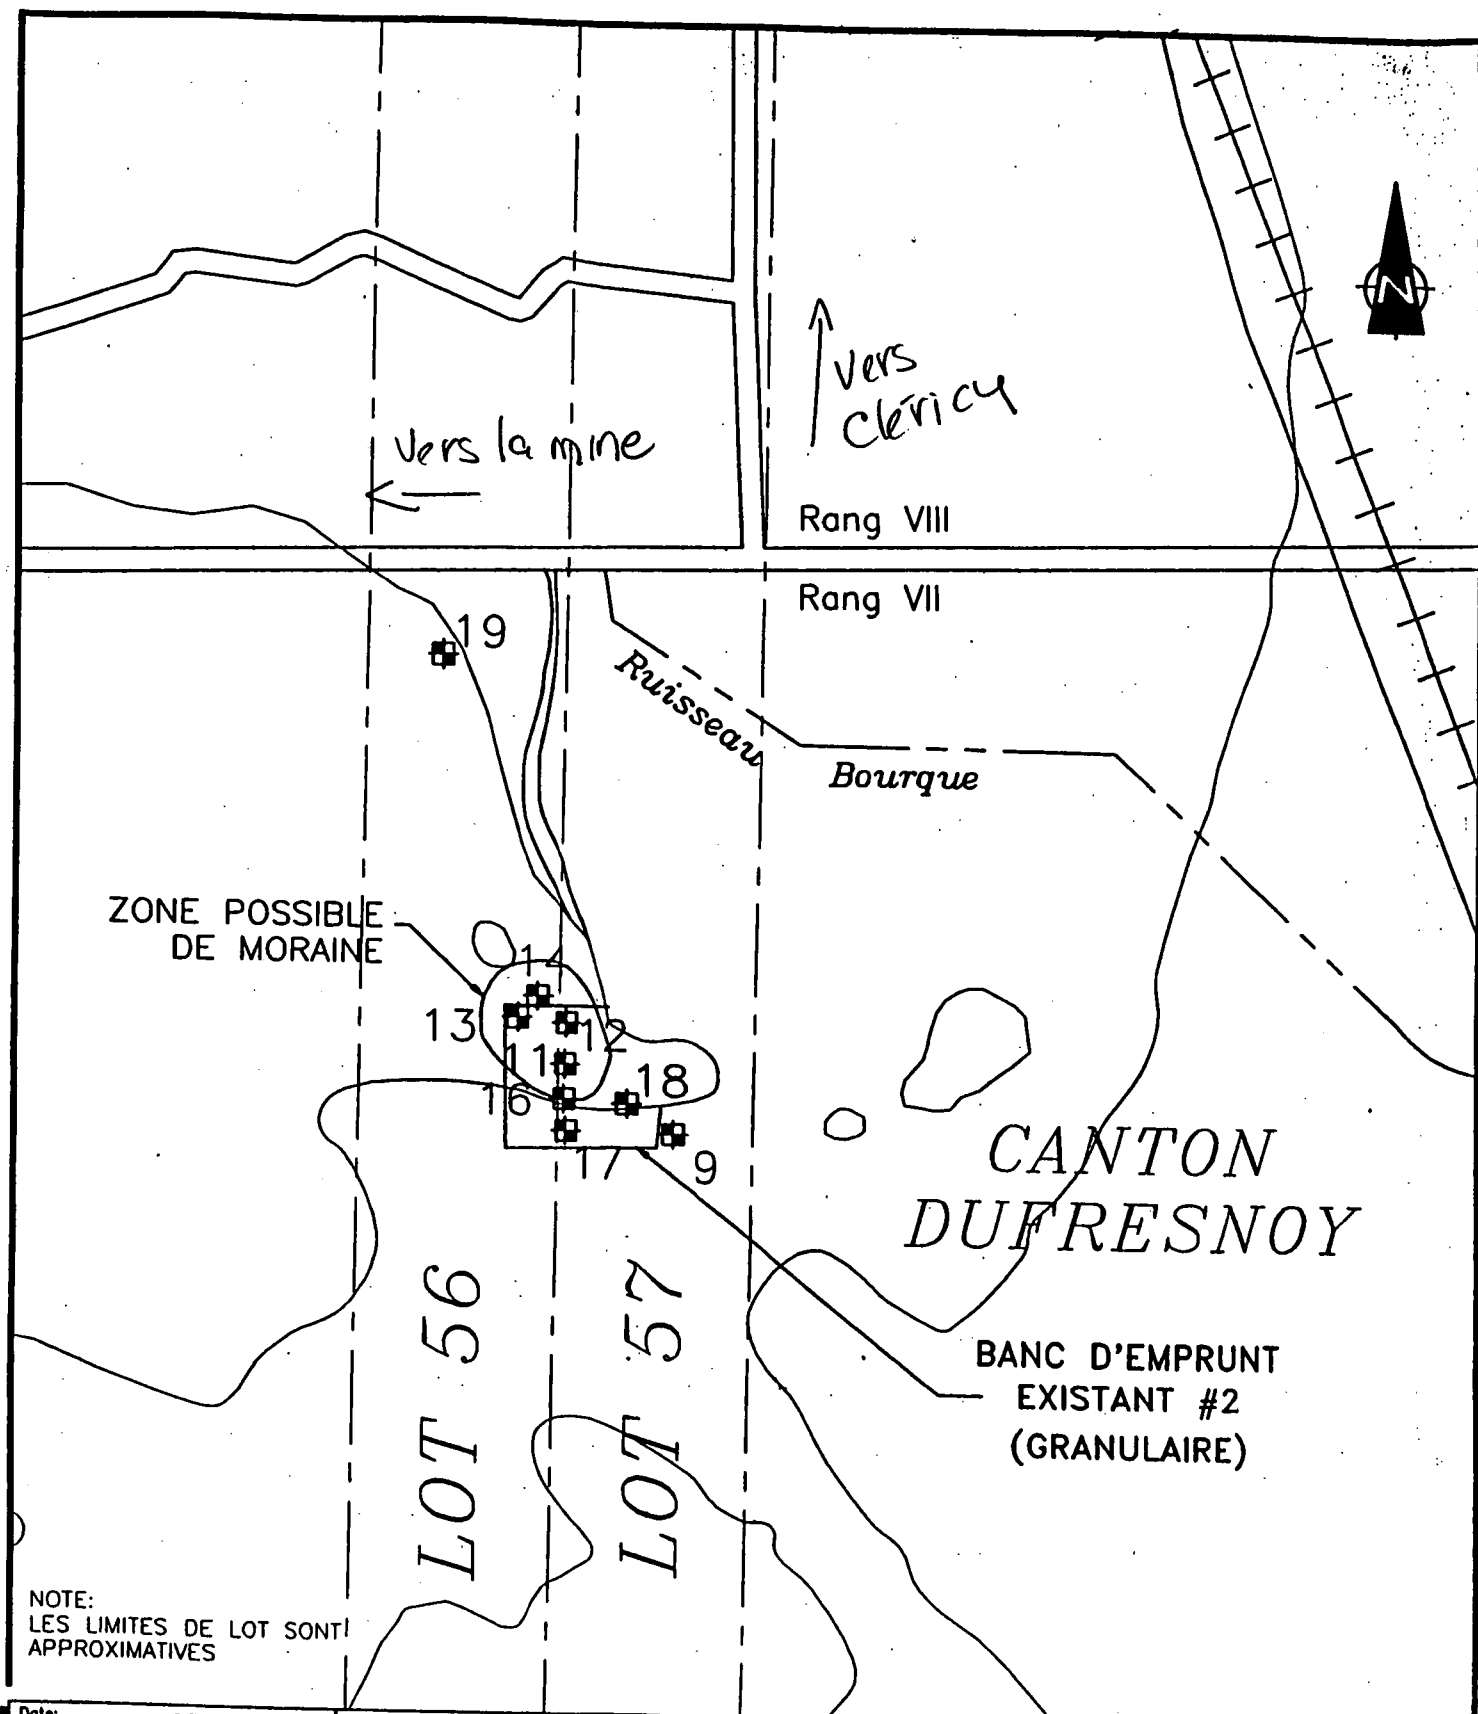 N
vers
Cléricy
vers la mine
Rang VIII
Rang VII
19
Ruisseau
Bourque
ZONE POSSIBLE
DE MORAINE
13
12
11
16
18
17
9
CANTON
DUFRESNOY
LOT 56
LOT 57
BANC D'EMPRUNT
EXISTANT #2
(GRANULAIRE)
NOTE:
LES LIMITES DE LOT SONT
APPROXIMATIVES
Date: